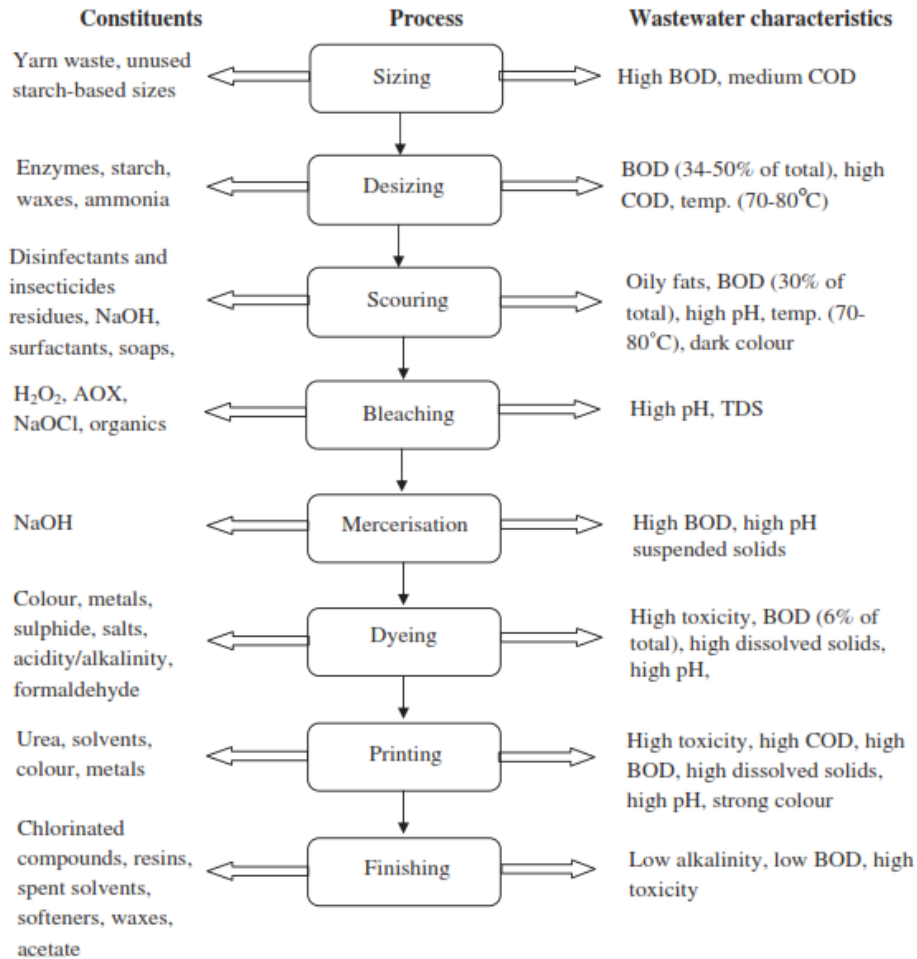 Constituents Process Wastewater characteristics
Yarn waste, unused
starch-based sizes
Sizing
High BOD, medium COD
Enzymes, starch,
waxes, ammonia
Desizing
BOD (34-50% of total), high
COD, temp. (70-80°C)
Disinfectants and
insecticides
residues, NaOH,
surfactants, soaps,
Scouring
Oily fats, BOD (30% of
total), high pH, temp. (70-
80°C), dark colour
H₂O₂, AOX,
NaOCl, organics
Bleaching
High pH, TDS
NaOH
Mercerisation
High BOD, high pH
suspended solids
Colour, metals,
sulphide, salts,
acidity/alkalinity,
formaldehyde
Dyeing
High toxicity, BOD (6% of
total), high dissolved solids,
high pH,
Urea, solvents,
colour, metals
Printing
High toxicity, high COD, high
BOD, high dissolved solids,
high pH, strong colour
Chlorinated
compounds, resins,
spent solvents,
softeners, waxes,
acetate
Finishing
Low alkalinity, low BOD, high
toxicity